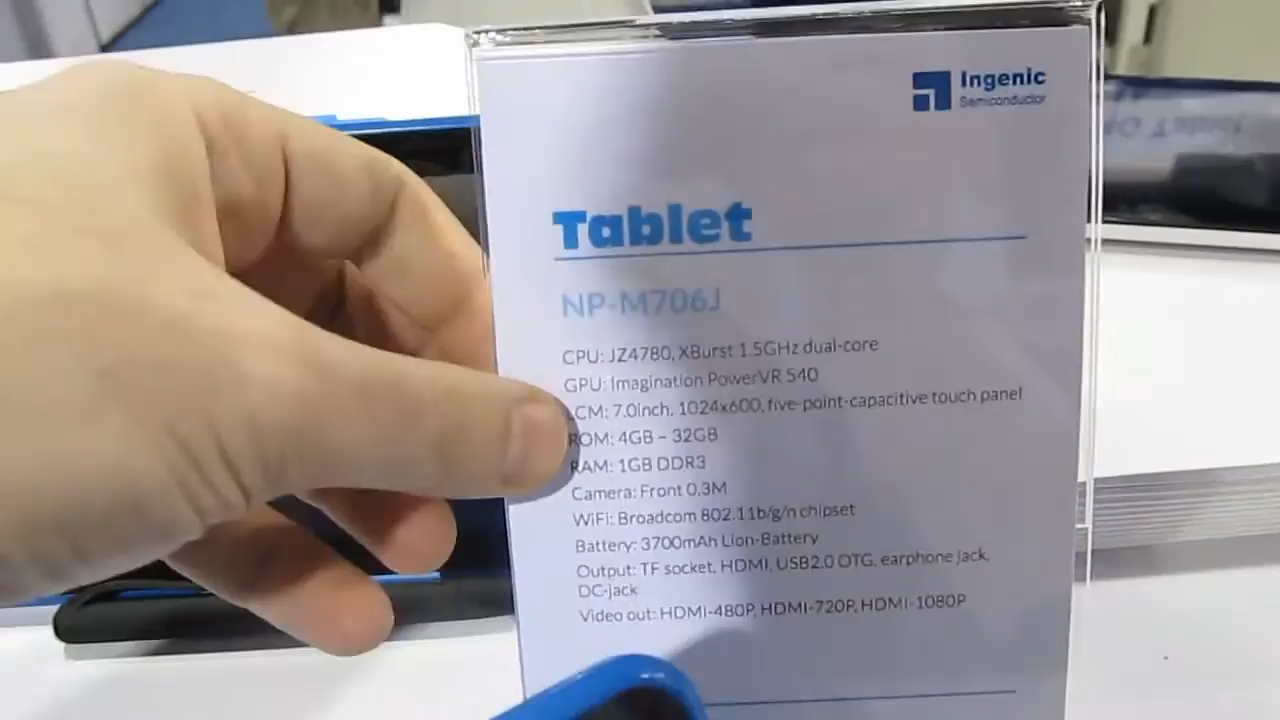 Ingenic
Semiconductor
Tablet
NP-M706J
CPU: JZ4780, XBurst 1.5GHz dual-core
GPU: Imagination PowerVR 540
LCM: 7.0inch, 1024x600, five-point-capacitive touch panel
ROM: 4GB – 32GB
RAM: 1GB DDR3
Camera: Front 0.3M
WiFi: Broadcom 802.11b/g/n chipset
Battery: 3700mAh Lion-Battery
Output: TF socket, HDMI, USB2.0 OTG, earphone jack,
DC-jack
Video out: HDMI-480P, HDMI-720P, HDMI-1080P